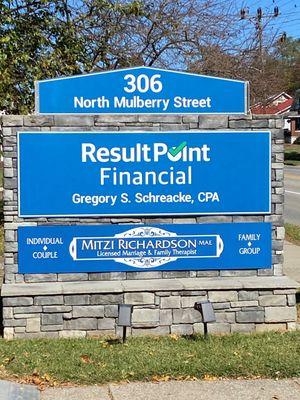 306
North Mulberry Street
ResultPoint
Financial
Gregory S. Schreacke, CPA
INDIVIDUAL
COUPLE
MITZI RICHARDSON MAE
Licensed Marriage & Family Therapist
FAMILY
GROUP